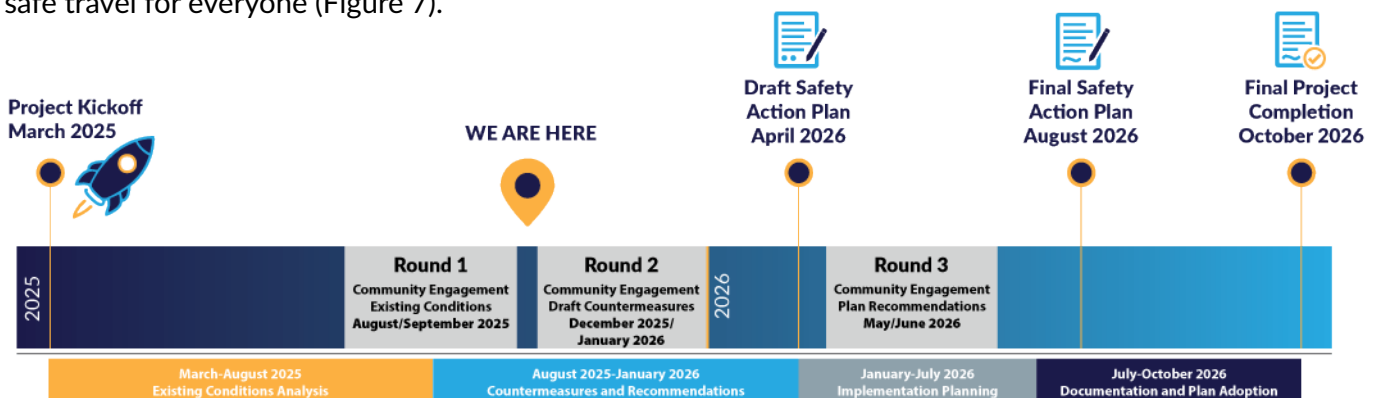 safe travel for everyone (Figure 7).
Project Kickoff
March 2025
WE ARE HERE
Draft Safety
Action Plan
April 2026
Final Safety
Action Plan
August 2026
Final Project
Completion
October 2026
2025
Round 1
Community Engagement
Existing Conditions
August/September 2025
Round 2
Community Engagement
Draft Countermeasures
December 2025/
January 2026
2026
Round 3
Community Engagement
Plan Recommendations
May/June 2026
March-August 2025
Existing Conditions Analysis
August 2025-January 2026
Countermeasures and Recommendations
January-July 2026
Implementation Planning
July-October 2026
Documentation and Plan Adoption